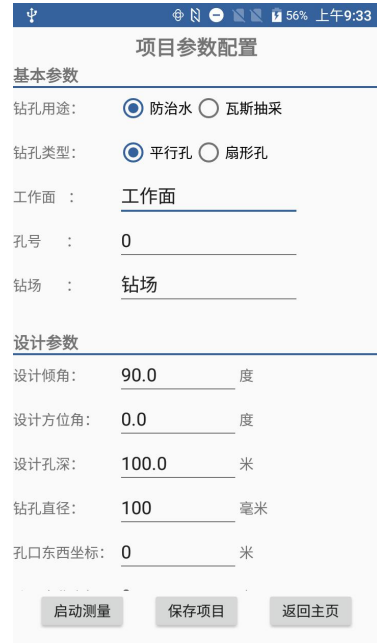 56% 上午9:33
项目参数配置
基本参数
钻孔用途: 防治水 瓦斯抽采
钻孔类型: 平行孔 扇形孔
工作面 : 工作面
孔号 : 0
钻场 : 钻场
设计参数
设计倾角: 90.0 度
设计方位角: 0.0 度
设计孔深: 100.0 米
钻孔直径: 100 毫米
孔口东西坐标: 0 米
启动测量 保存项目 返回主页